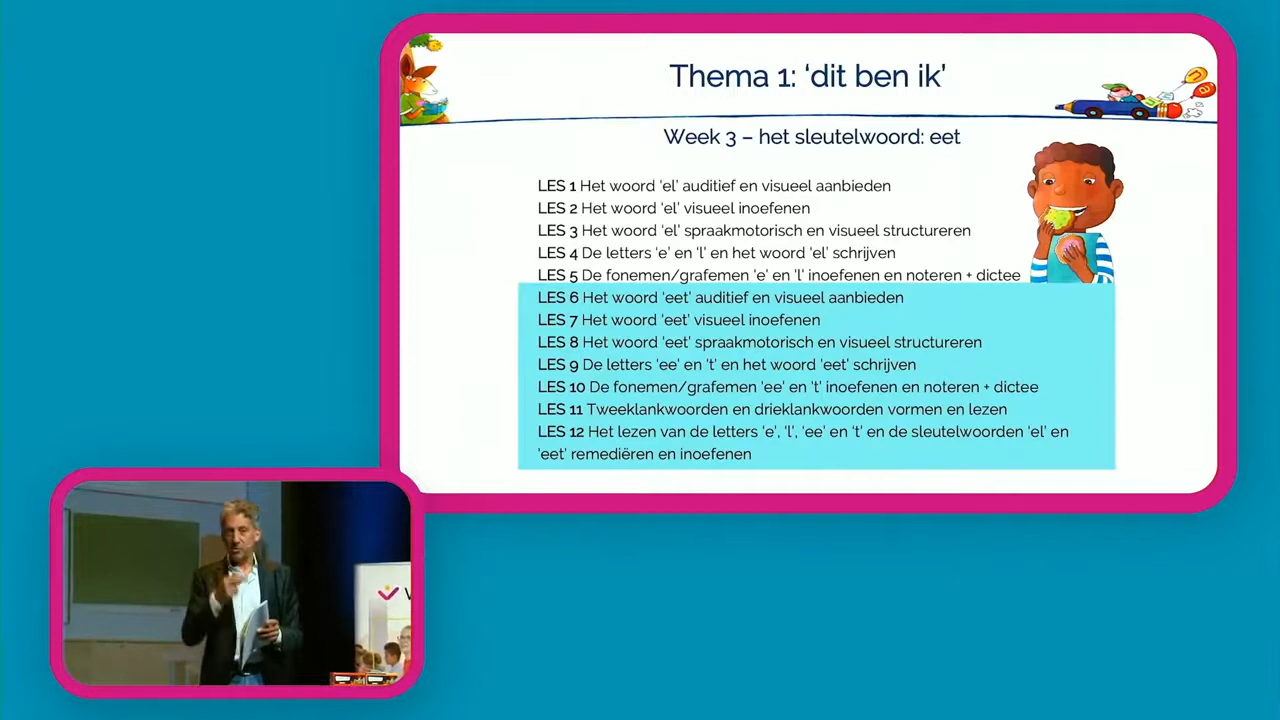 Thema 1: ‘dit ben ik’
Week 3 – het sleutelwoord: eet
LES 1 Het woord ‘el’ auditief en visueel aanbieden
LES 2 Het woord ‘el’ visueel inoefenen
LES 3 Het woord ‘el’ spraakmotorisch en visueel structureren
LES 4 De letters ‘e’ en ‘l’ en het woord ‘el’ schrijven
LES 5 De fonemen/grafemen ‘e’ en ‘l’ inoefenen en noteren + dictee
LES 6 Het woord ‘eet’ auditief en visueel aanbieden
LES 7 Het woord ‘eet’ visueel inoefenen
LES 8 Het woord ‘eet’ spraakmotorisch en visueel structureren
LES 9 De letters ‘ee’ en ‘t’ en het woord ‘eet’ schrijven
LES 10 De fonemen/grafemen ‘ee’ en ‘t’ inoefenen en noteren + dictee
LES 11 Tweeklankwoorden en drieklankwoorden vormen en lezen
LES 12 Het lezen van de letters ‘e’, ‘l’, ‘ee’ en ‘t’ en de sleutelwoorden ‘el’ en
‘eet’ remediëren en inoefenen